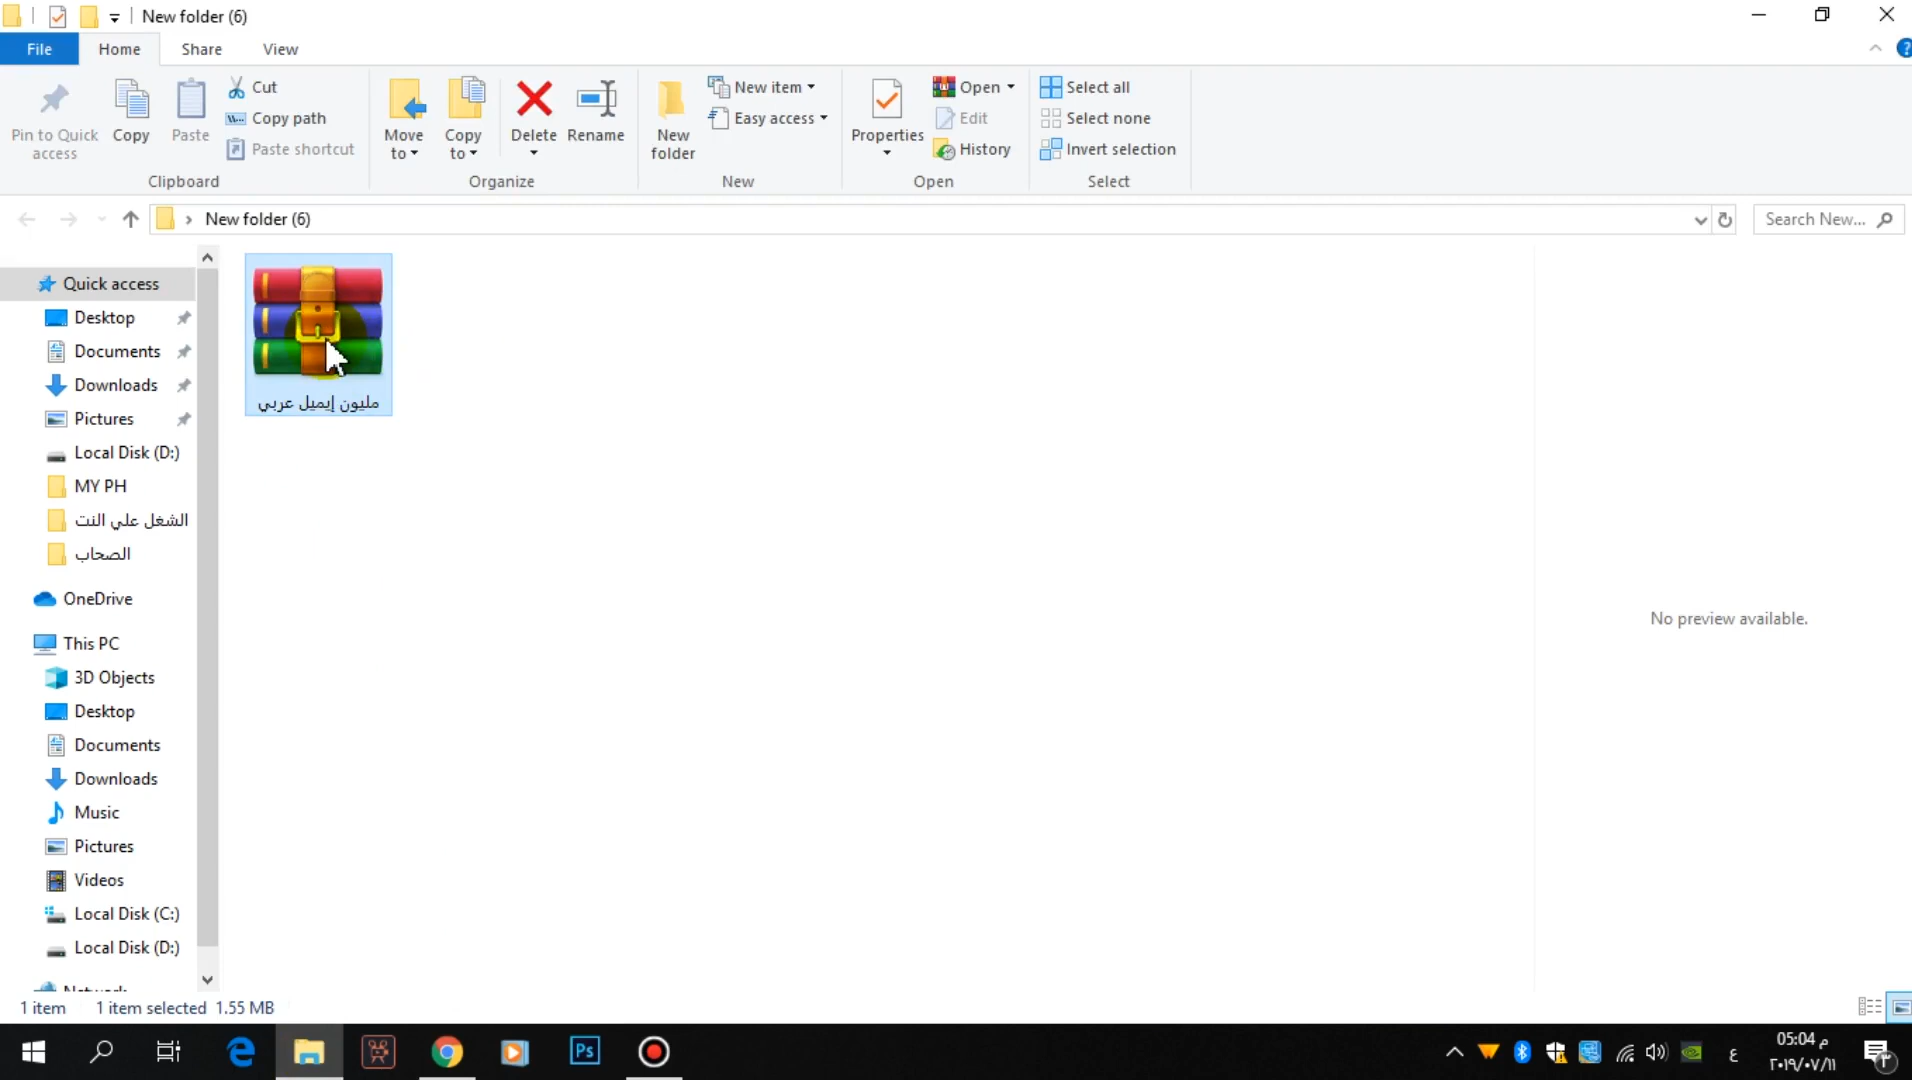 New folder (6)
File
Home
Share
View
Pin to Quick access
Copy
Paste
Cut
Copy path
Paste shortcut
Clipboard
Move to
Copy to
Delete
Rename
Organize
New folder
New item
Easy access
New
Properties
Open
Edit
History
Open
Select all
Select none
Invert selection
Select
New folder (6)
Search New...
Quick access
Desktop
Documents
Downloads
Pictures
Local Disk (D:)
MY PH
الشغل علي النت
الصحاب
OneDrive
This PC
3D Objects
Desktop
Documents
Downloads
Music
Pictures
Videos
Local Disk (C:)
Local Disk (D:)
Network
مليون إيميل عربي
No preview available.
1 item
1 item selected 1.55 MB
Ps
ع
05:04 م
٢٠١٩/٠٧/١١
٣